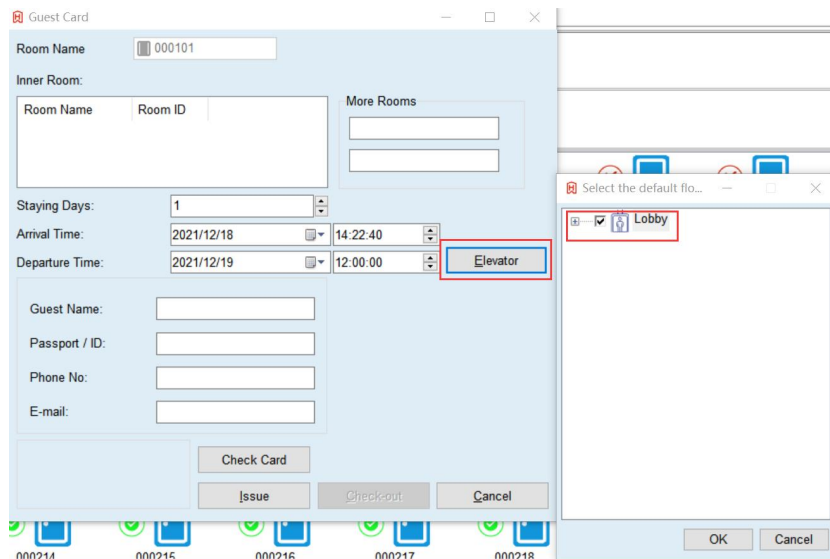 Guest Card
Room Name
000101
Inner Room:
Room Name Room ID
More Rooms
Staying Days:
1
Arrival Time:
2021/12/18
14:22:40
Departure Time:
2021/12/19
12:00:00
Elevator
Guest Name:
Passport / ID:
Phone No:
E-mail:
Check Card
Issue
Check-out
Cancel
Select the default flo...
Lobby
OK
Cancel
000214 000215 000216 000217 000218